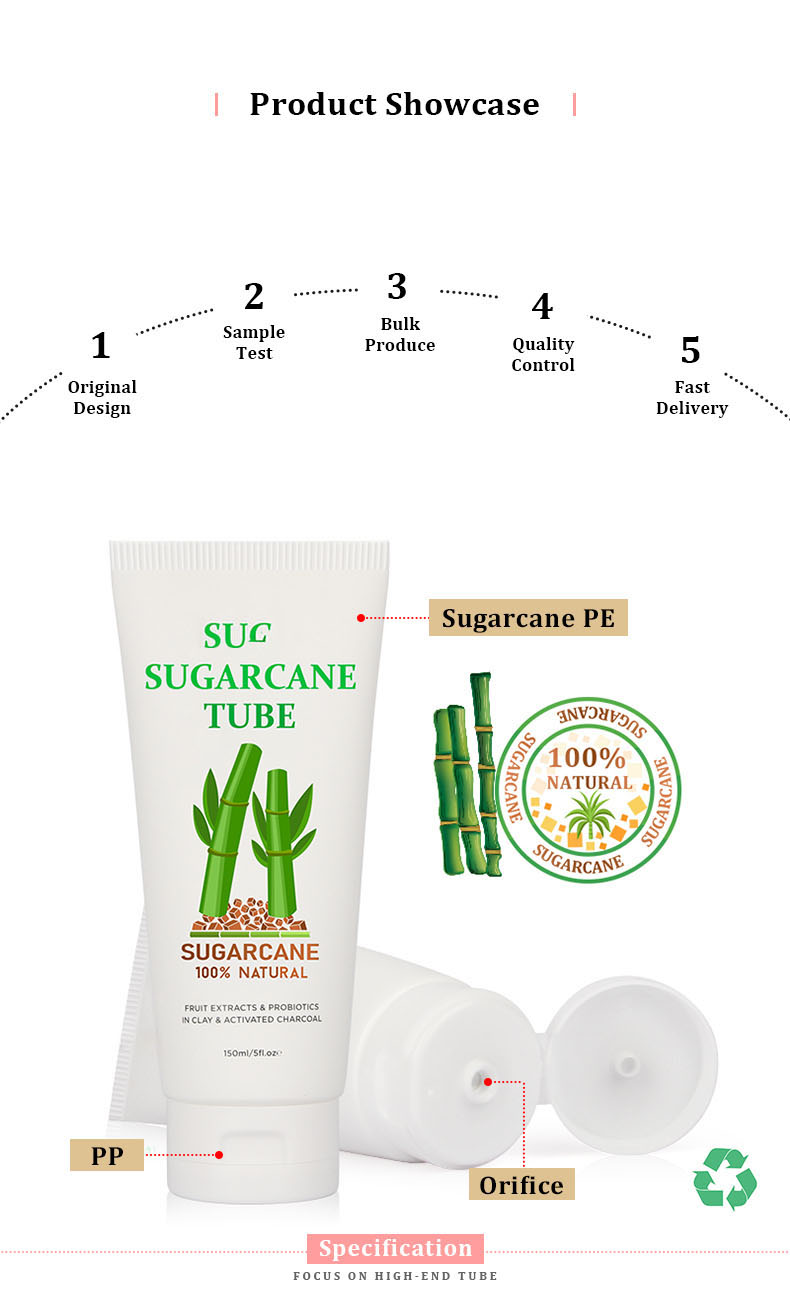 Product Showcase
1
Original
Design
2
Sample
Test
3
Bulk
Produce
4
Quality
Control
5
Fast
Delivery
SUC
SUGARCANE
TUBE
SUGARCANE
100% NATURAL
FRUIT EXTRACTS & PROBIOTICS
IN CLAY & ACTIVATED CHARCOAL
150ml/5fl.oz℮
Sugarcane PE
SUGARCANE
SUGARCANE
SUGARCANE
SUGARCANE
100%
NATURAL
PP
Orifice
Specification
FOCUS ON HIGH-END TUBE